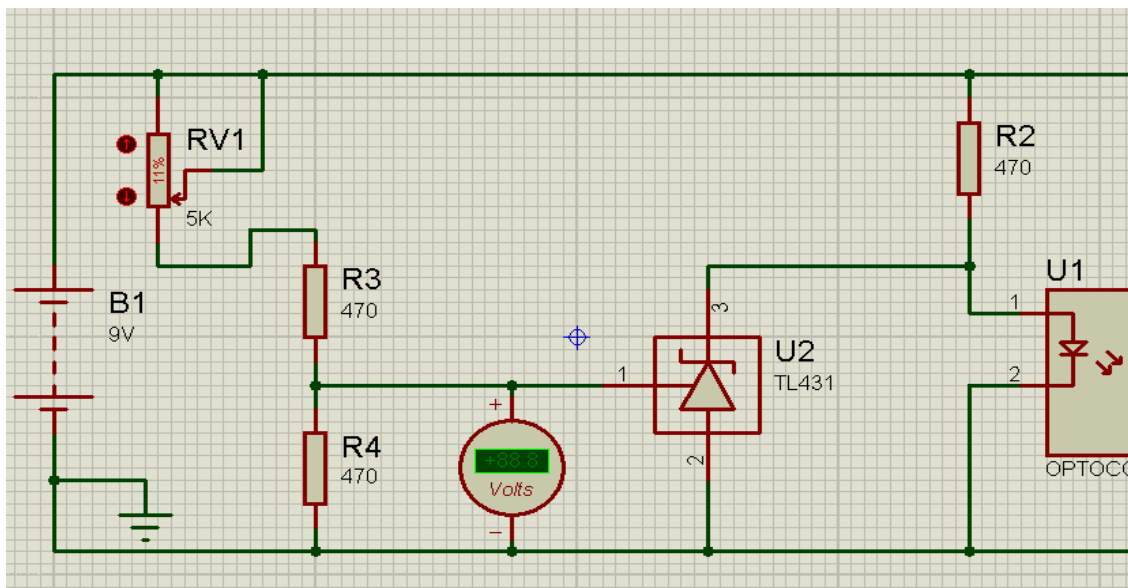 RV1
11%
5K
R2
470
B1
9V
R3
470
U1
1
2
3
1
U2
TL431
2
R4
470
+
+88.8
Volts
−
OPTOCO